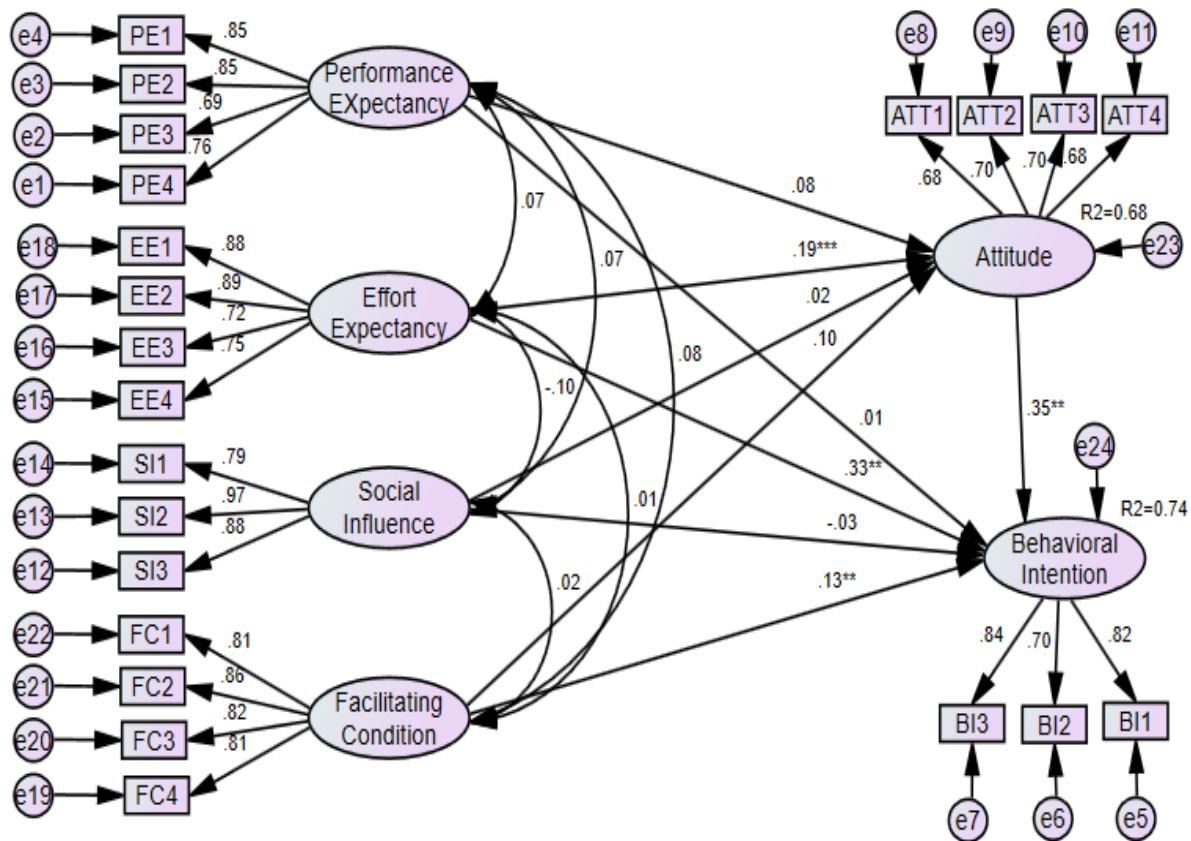 e4
PE1
.85
e3
PE2
.85
e2
PE3
.69
e1
PE4
.76
Performance
EXpectancy
e18
EE1
.88
e17
EE2
.89
e16
EE3
.72
e15
EE4
.75
Effort
Expectancy
e14
SI1
.79
e13
SI2
.97
e12
SI3
.88
Social
Influence
e22
FC1
.81
e21
FC2
.86
e20
FC3
.82
e19
FC4
.81
Facilitating
Condition
.07
.07
.08
-.10
.01
.02
.08
.19***
.02
.10
.01
.33**
-.03
.13**
e8
e9
e10
e11
ATT1
ATT2
ATT3
ATT4
.68
.70
.70
.68
R2=0.68
Attitude
e23
.35**
e24
R2=0.74
Behavioral
Intention
.84
.70
.82
BI3
BI2
BI1
e7
e6
e5